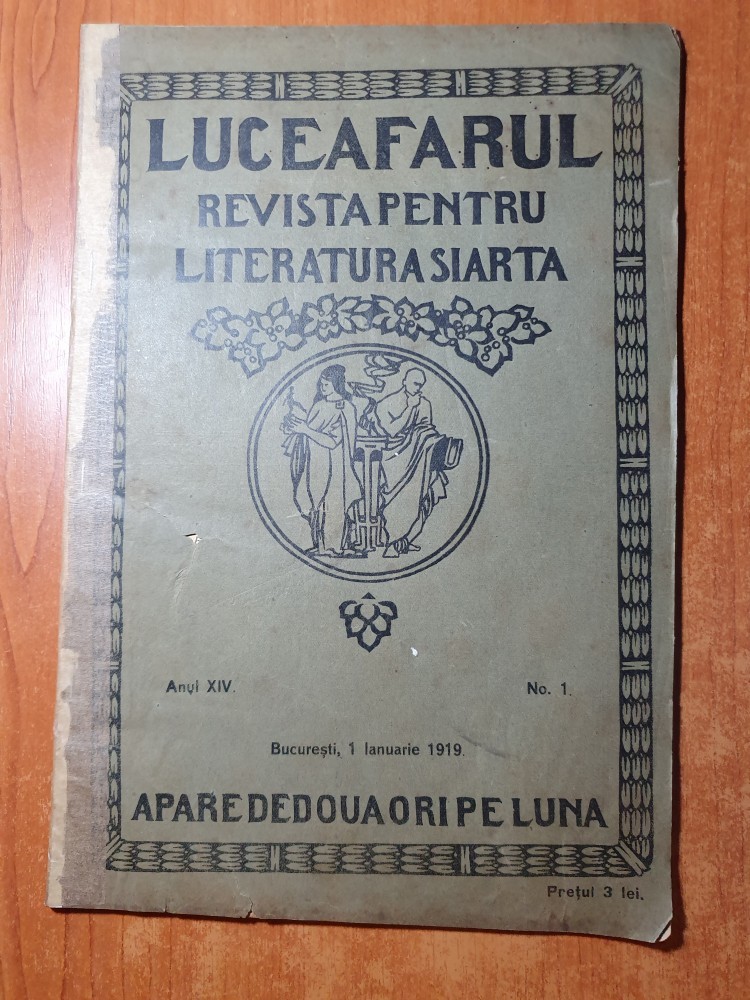 LUCEAFARUL
REVISTA PENTRU
LITERATURA SI ARTA
Anul XIV.
No. 1.
București, 1 Ianuarie 1919.
APARE DE DOUA ORI PE LUNA
Prețul 3 lei.